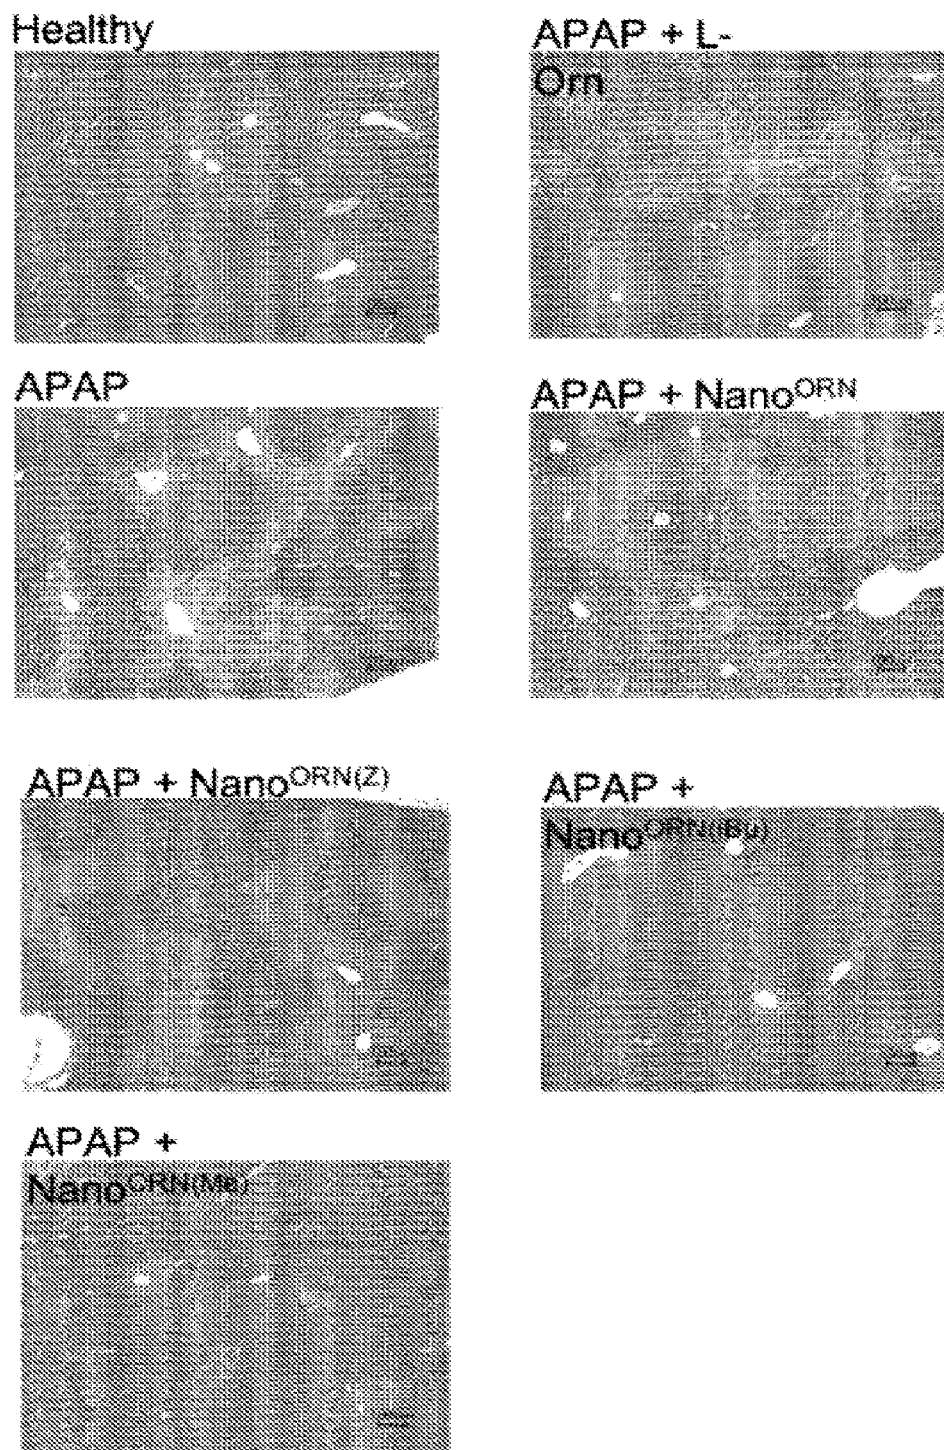 Healthy
APAP + L-
Orn
APAP
APAP + Nano^ORN
APAP + Nano^ORN(Z)
APAP +
Nano^ORN(iBu)
APAP +
Nano^ORN(Me)